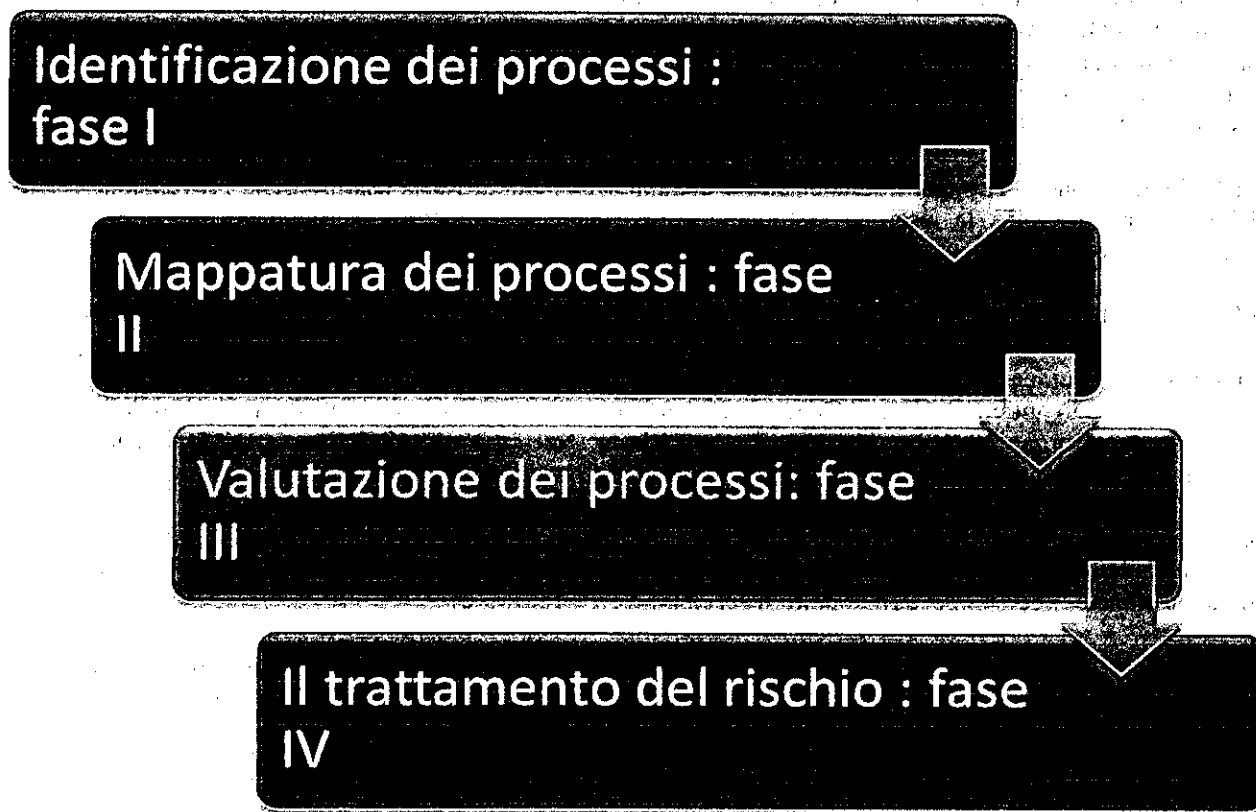 Identificazione dei processi :
fase I
Mappatura dei processi : fase
II
Valutazione dei processi: fase
III
Il trattamento del rischio : fase
IV